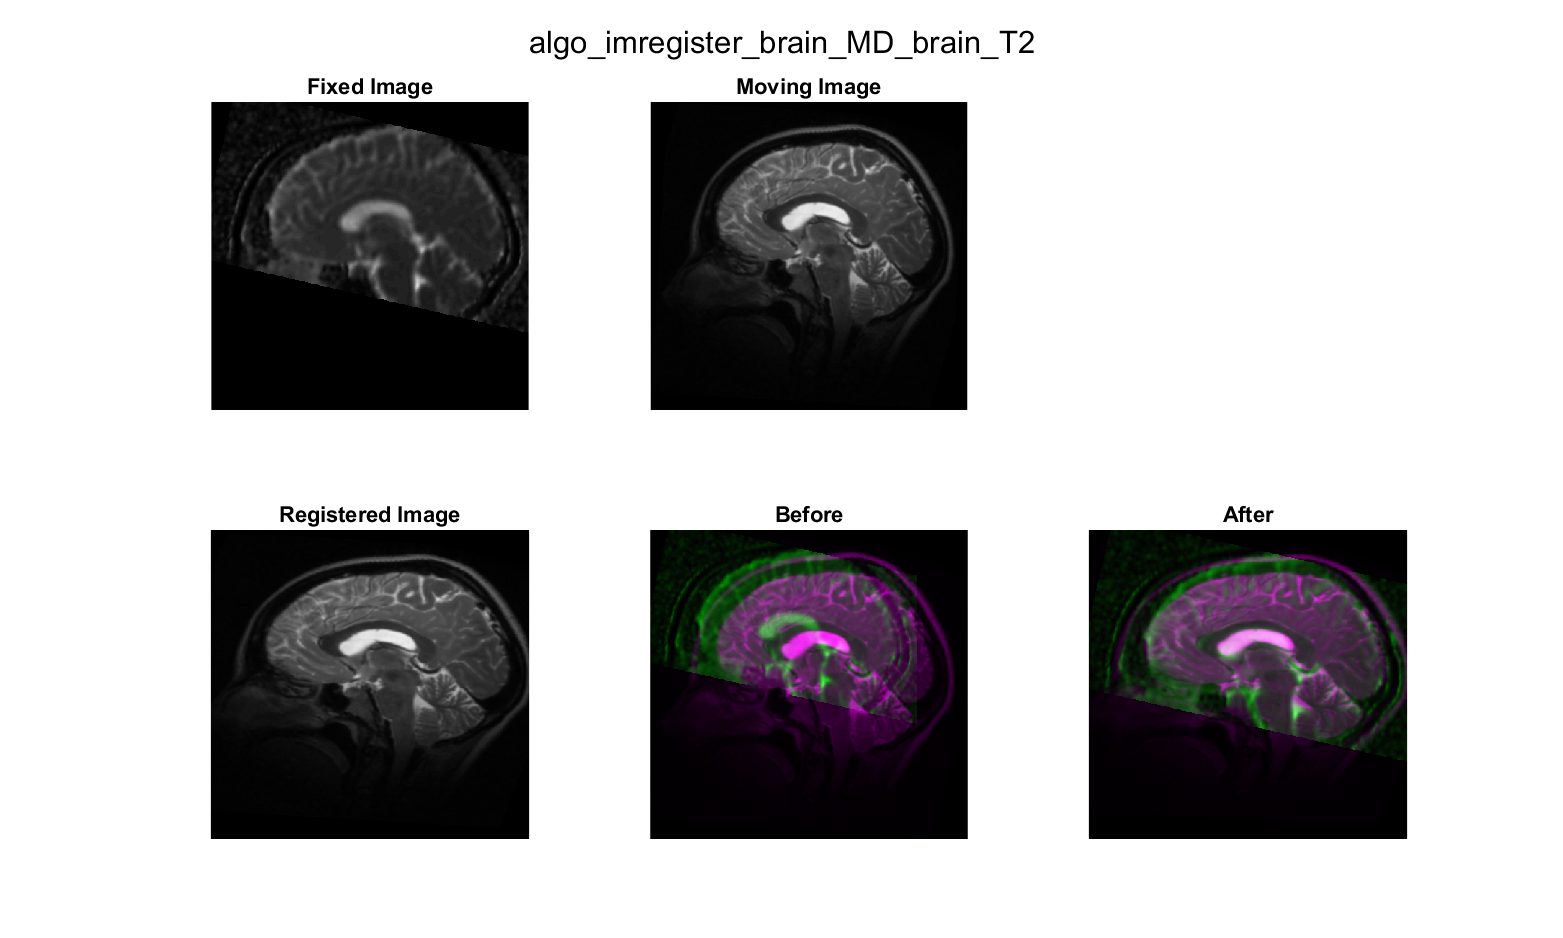 algo_imregister_brain_MD_brain_T2
Fixed Image
Moving Image
Registered Image
Before
After